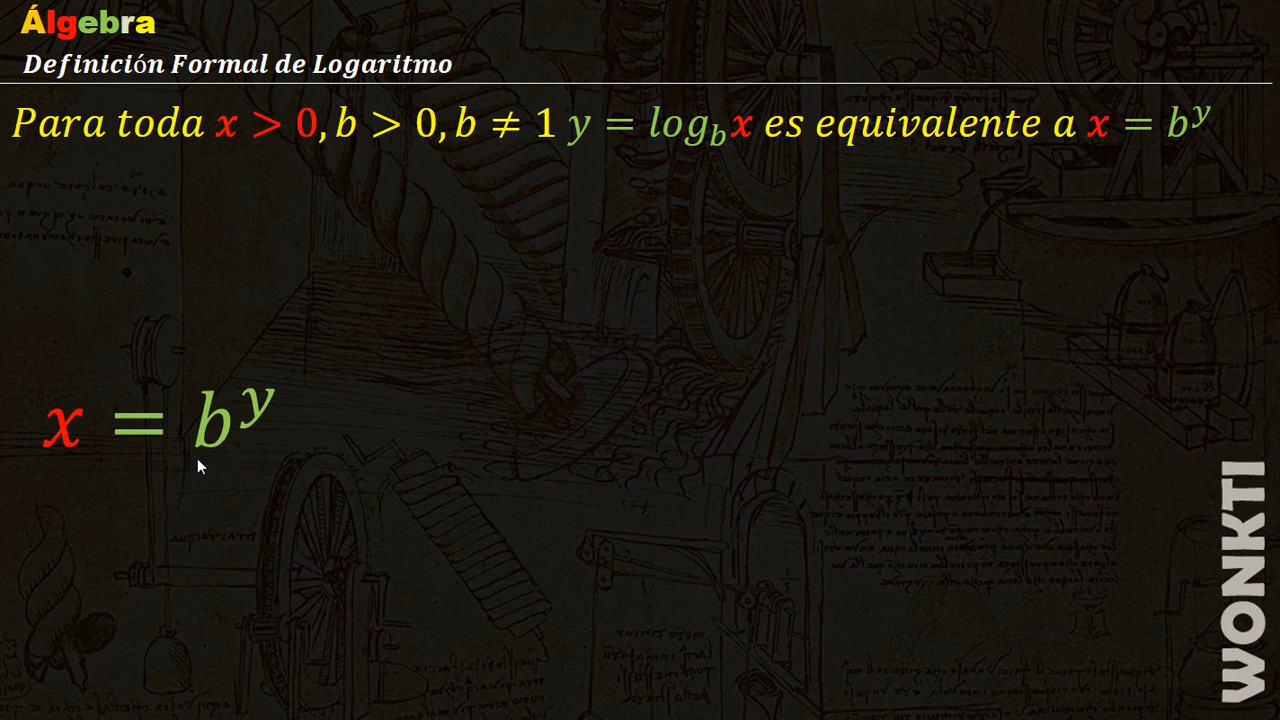 Álgebra
Definición Formal de Logaritmo
Para toda x > 0, b > 0, b ≠ 1 y = log_b x es equivalente a x = b^y
x = b^y
WONKTI